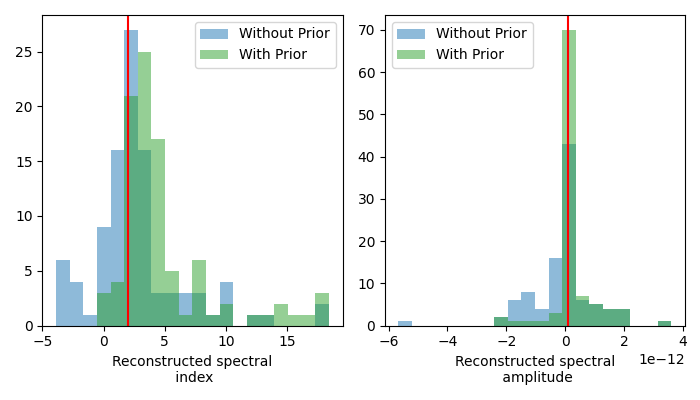 Without Prior
With Prior
25
20
15
10
5
0
−5
0
5
10
15
Reconstructed spectral
index
Without Prior
With Prior
70
60
50
40
30
20
10
0
−6
−4
−2
0
2
4
1e−12
Reconstructed spectral
amplitude